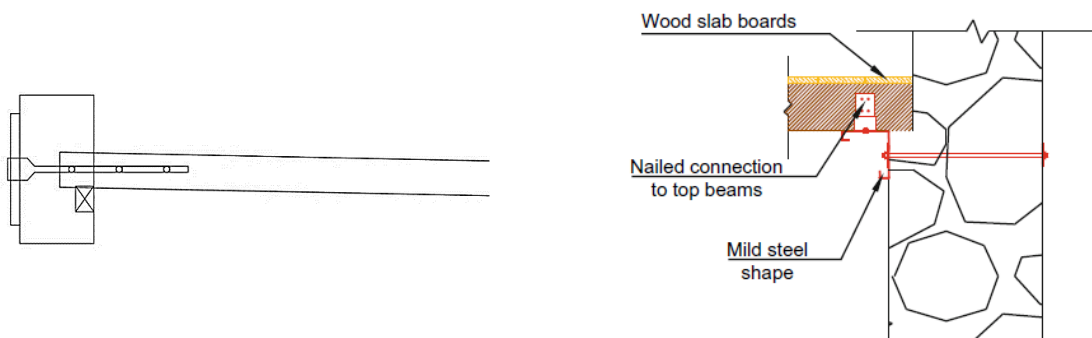 Wood slab boards
Nailed connection
to top beams
Mild steel
shape